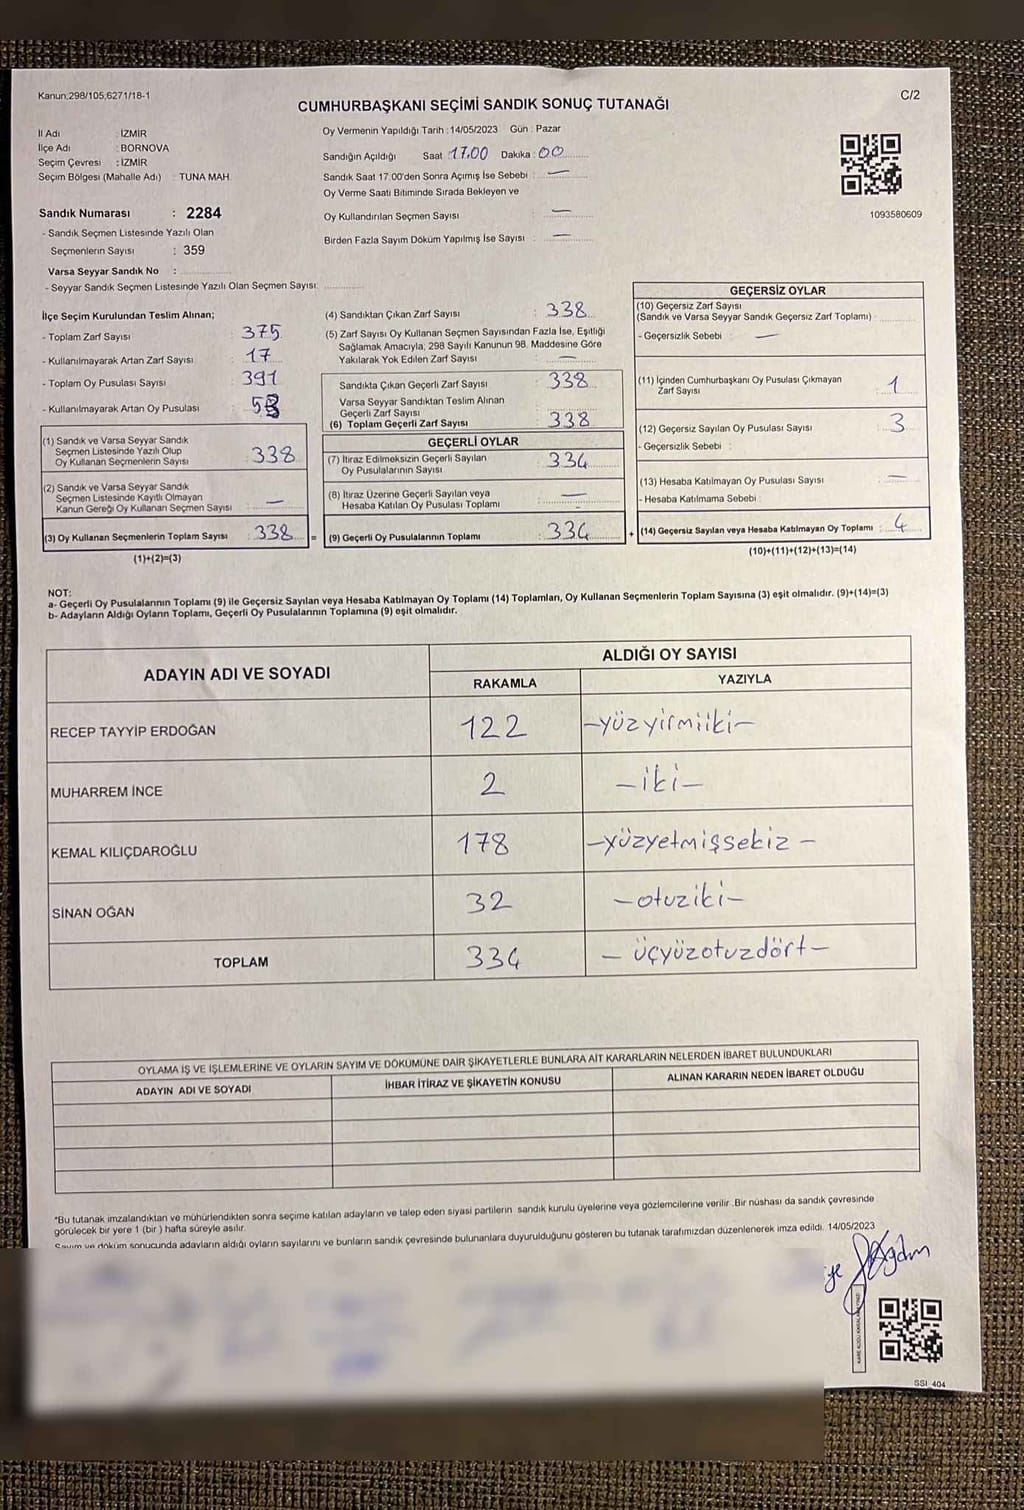 Kanun;298/105,6271/18-1
CUMHURBAŞKANI SEÇİMİ SANDIK SONUÇ TUTANAĞI
C/2
İl Adı : İZMİR
İlçe Adı : BORNOVA
Seçim Çevresi : İZMİR
Seçim Bölgesi (Mahalle Adı) TUNA MAH.
Sandık Numarası : 2284
- Sandık Seçmen Listesinde Yazılı Olan
Seçmenlerin Sayısı : 359
Varsa Seyyar Sandık No :
- Seyyar Sandık Seçmen Listesinde Yazılı Olan Seçmen Sayısı:
Oy Vermenin Yapıldığı Tarih : 14/05/2023 Gün : Pazar
Sandığın Açıldığı Saat : 17.00 Dakika : 00
Sandık Saat 17:00'den Sonra Açımış İse Sebebi : —
Oy Verme Saati Bitiminde Sırada Bekleyen ve
Oy Kullandırılan Seçmen Sayısı : —
Birden Fazla Sayım Döküm Yapılmış İse Sayısı : —
1093580609
İlçe Seçim Kurulundan Teslim Alınan;
- Toplam Zarf Sayısı : 375
- Kullanılmayarak Artan Zarf Sayısı : 17
- Toplam Oy Pusulası Sayısı : 391
- Kullanılmayarak Artan Oy Pusulası :
(1) Sandık ve Varsa Seyyar Sandık
Seçmen Listesinde Yazılı Olup
Oy Kullanan Seçmenlerin Sayısı : 338
(2) Sandık ve Varsa Seyyar Sandık
Seçmen Listesinde Kayıtlı Olmayan
Kanun Gereği Oy Kullanan Seçmen Sayısı : —
(3) Oy Kullanan Seçmenlerin Toplam Sayısı : 338 =
(1)+(2)=(3)
(4) Sandıktan Çıkan Zarf Sayısı : 338
(5) Zarf Sayısı Oy Kullanan Seçmen Sayısından Fazla İse, Eşitliği
Sağlamak Amacıyla, 298 Sayılı Kanunun 98. Maddesine Göre
Yakılarak Yok Edilen Zarf Sayısı : —
Sandıkta Çıkan Geçerli Zarf Sayısı : 338
Varsa Seyyar Sandıktan Teslim Alınan
Geçerli Zarf Sayısı :
(6) Toplam Geçerli Zarf Sayısı : 338
GEÇERLİ OYLAR
(7) İtiraz Edilmeksizin Geçerli Sayılan
Oy Pusulalarının Sayısı : 334
(8) İtiraz Üzerine Geçerli Sayılan veya
Hesaba Katılan Oy Pusulası Toplamı : —
(9) Geçerli Oy Pusulalarının Toplamı : 334 +
GEÇERSİZ OYLAR
(10) Geçersiz Zarf Sayısı
(Sandık ve Varsa Seyyar Sandık Geçersiz Zarf Toplamı) :
- Geçersizlik Sebebi : —
(11) İçinden Cumhurbaşkanı Oy Pusulası Çıkmayan
Zarf Sayısı : 1
(12) Geçersiz Sayılan Oy Pusulası Sayısı : 3
- Geçersizlik Sebebi :
(13) Hesaba Katılmayan Oy Pusulası Sayısı : —
- Hesaba Katılmama Sebebi :
(14) Geçersiz Sayılan veya Hesaba Katılmayan Oy Toplamı : 4
(10)+(11)+(12)+(13)=(14)
NOT:
a- Geçerli Oy Pusulalarının Toplamı (9) ile Geçersiz Sayılan veya Hesaba Katılmayan Oy Toplamı (14) Toplamları, Oy Kullanan Seçmenlerin Toplam Sayısına (3) eşit olmalıdır. (9)+(14)=(3)
b- Adayların Aldığı Oyların Toplamı, Geçerli Oy Pusulalarının Toplamına (9) eşit olmalıdır.
ADAYIN ADI VE SOYADI
ALDIĞI OY SAYISI
RAKAMLA YAZIYLA
RECEP TAYYİP ERDOĞAN 122 -yüzyirmiiki-
MUHARREM İNCE 2 -iki-
KEMAL KILIÇDAROĞLU 178 -yüzyetmişsekiz-
SİNAN OĞAN 32 -otuziki-
TOPLAM 334 -üçyüzotuzdört-
OYLAMA İŞ VE İŞLEMLERİNE VE OYLARIN SAYIM VE DÖKÜMÜNE DAİR ŞİKAYETLERLE BUNLARA AİT KARARLARIN NELERDEN İBARET BULUNDUKLARI
ADAYIN ADI VE SOYADI İHBAR İTİRAZ VE ŞİKAYETİN KONUSU ALINAN KARARIN NEDEN İBARET OLDUĞU
*Bu tutanak imzalandıktan ve mühürlendikten sonra seçime katılan adayların ve talep eden siyasi partilerin sandık kurulu üyelerine veya gözlemcilerine verilir .Bir nüshası da sandık çevresinde
görülecek bir yere 1 (bir ) hafta süreyle asılır.
Sayım ve döküm sonucunda adayların aldığı oyların sayılarını ve bunların sandık çevresinde bulunanlara duyurulduğunu gösteren bu tutanak tarafımızdan düzenlenerek imza edildi. 14/05/2023
SSI_404